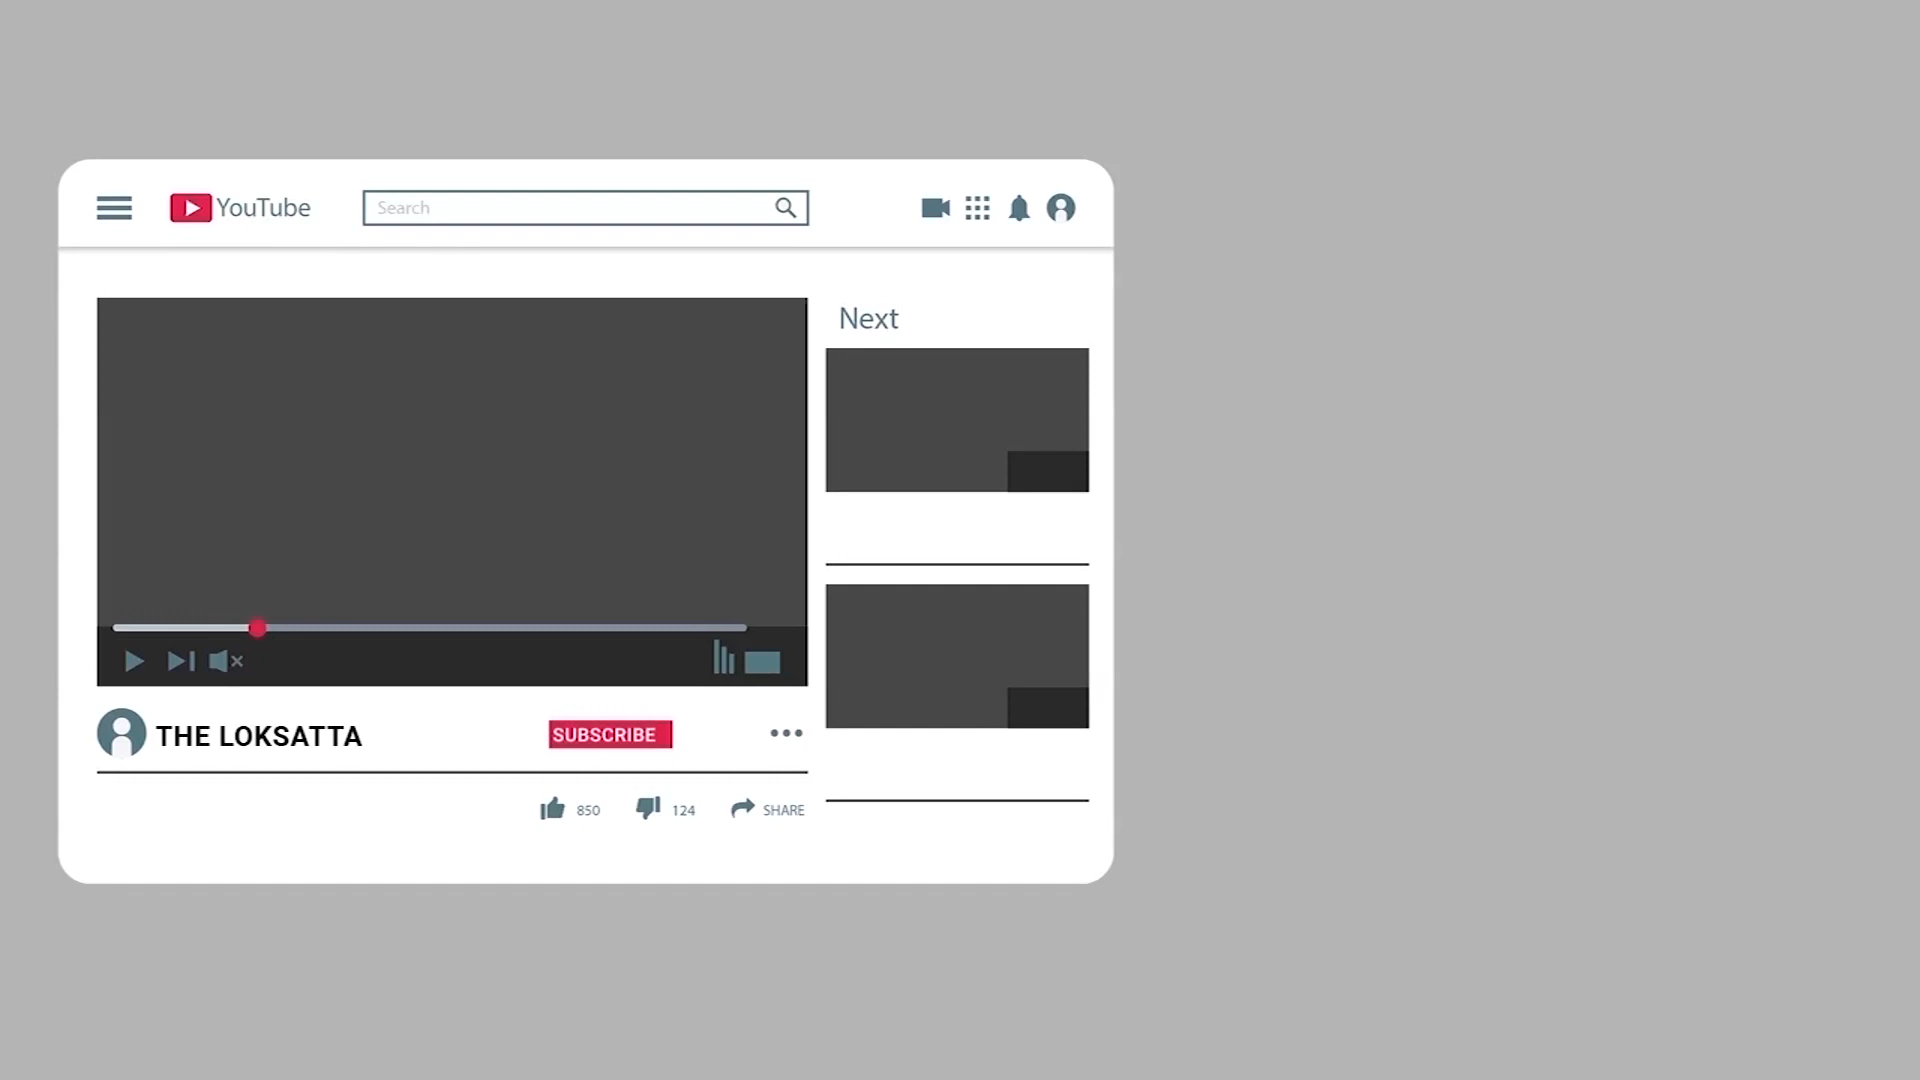 YouTube
Search
Next
THE LOKSATTA
SUBSCRIBE
850
124
SHARE